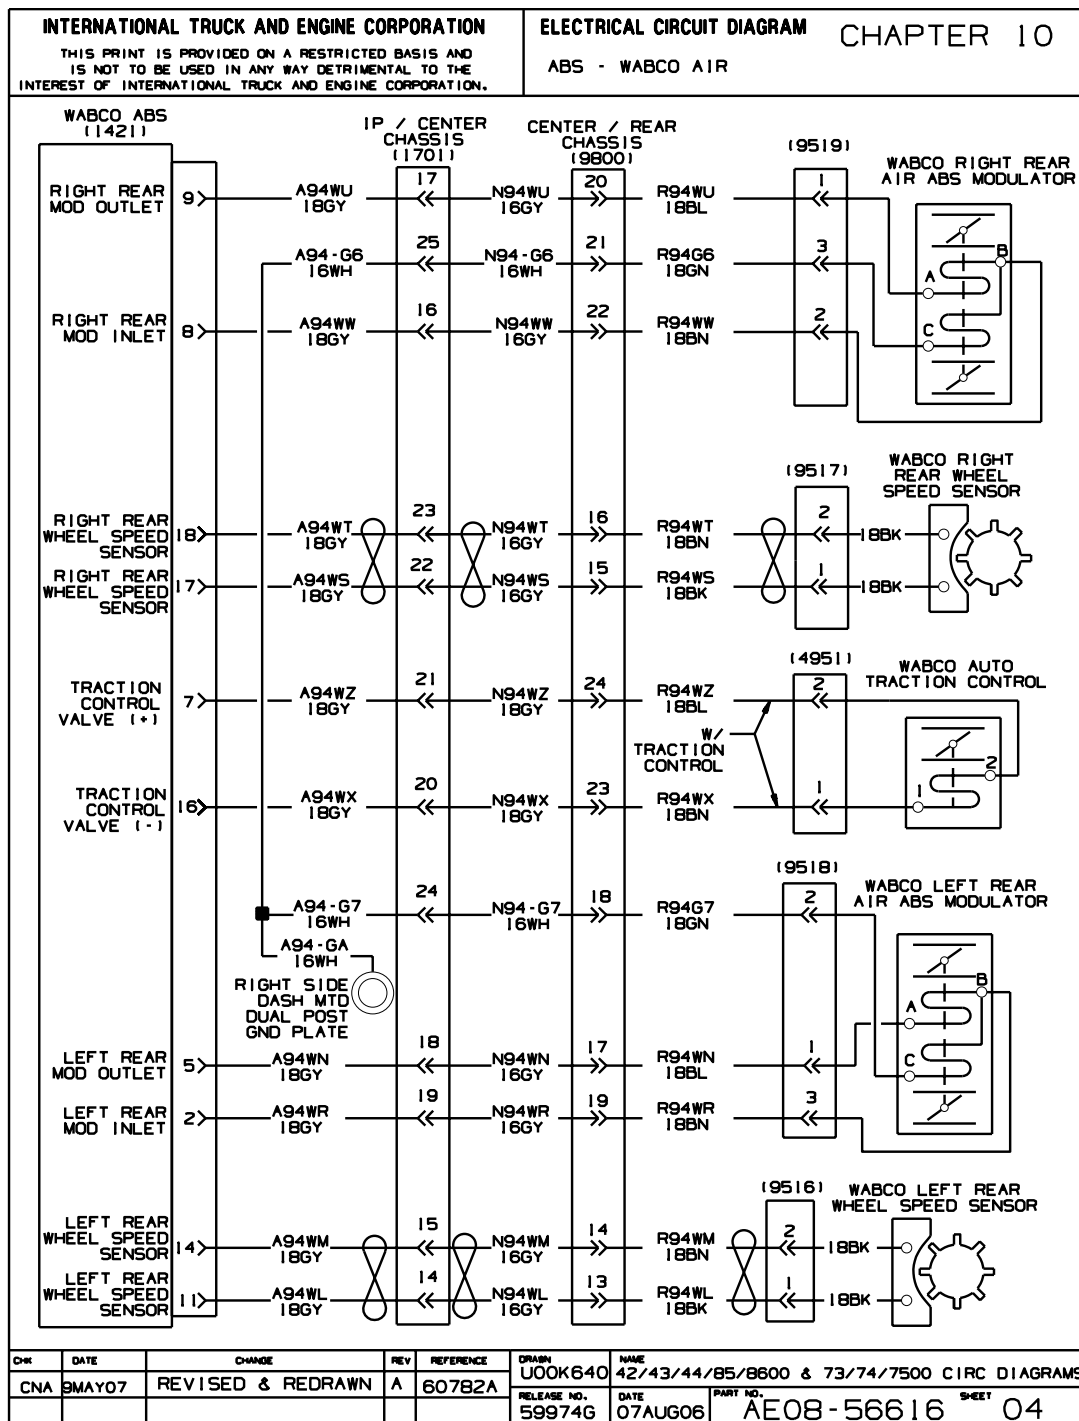 INTERNATIONAL TRUCK AND ENGINE CORPORATION
THIS PRINT IS PROVIDED ON A RESTRICTED BASIS AND
IS NOT TO BE USED IN ANY WAY DETRIMENTAL TO THE
INTEREST OF INTERNATIONAL TRUCK AND ENGINE CORPORATION.
ELECTRICAL CIRCUIT DIAGRAM
CHAPTER 10
ABS - WABCO AIR
WABCO ABS
(1421)
IP / CENTER
CHASSIS
(1701)
CENTER / REAR
CHASSIS
(9800)
(9519)
WABCO RIGHT REAR
AIR ABS MODULATOR
RIGHT REAR
MOD OUTLET
9
A94WU
18GY
17
N94WU
16GY
20
R94WU
18BL
1
A94-G6
16WH
25
N94-G6
16WH
21
R94G6
18GN
3
B
A
RIGHT REAR
MOD INLET
8
A94WW
18GY
16
N94WW
16GY
22
R94WW
18BN
2
C
(9517)
WABCO RIGHT
REAR WHEEL
SPEED SENSOR
RIGHT REAR
WHEEL SPEED
SENSOR
18
A94WT
18GY
23
N94WT
16GY
16
R94WT
18BN
2
18BK
RIGHT REAR
WHEEL SPEED
SENSOR
17
A94WS
18GY
22
N94WS
16GY
15
R94WS
18BK
1
18BK
(4951)
WABCO AUTO
TRACTION CONTROL
TRACTION
CONTROL
VALVE (+)
7
A94WZ
18GY
21
N94WZ
18GY
24
R94WZ
18BL
2
W/
TRACTION
CONTROL
2
1
TRACTION
CONTROL
VALVE (-)
16
A94WX
18GY
20
N94WX
18GY
23
R94WX
18BN
1
(9518)
WABCO LEFT REAR
AIR ABS MODULATOR
A94-G7
16WH
24
N94-G7
16WH
18
R94G7
18GN
2
A94-GA
16WH
RIGHT SIDE
DASH MTD
DUAL POST
GND PLATE
B
A
C
LEFT REAR
MOD OUTLET
5
A94WN
18GY
18
N94WN
16GY
17
R94WN
18BL
1
LEFT REAR
MOD INLET
2
A94WR
18GY
19
N94WR
16GY
19
R94WR
18BN
3
(9516)
WABCO LEFT REAR
WHEEL SPEED SENSOR
LEFT REAR
WHEEL SPEED
SENSOR
14
A94WM
18GY
15
N94WM
16GY
14
R94WM
18BN
2
18BK
LEFT REAR
WHEEL SPEED
SENSOR
11
A94WL
18GY
14
N94WL
16GY
13
R94WL
18BK
1
18BK
CHK DATE CHANGE REV REFERENCE
CNA 9MAY07 REVISED & REDRAWN A 60782A
DRAWN
U00K640
NAME
42/43/44/85/8600 & 73/74/7500 CIRC DIAGRAMS
RELEASE NO.
59974G
DATE
07AUG06
PART NO.
AE08-56616
SHEET
04